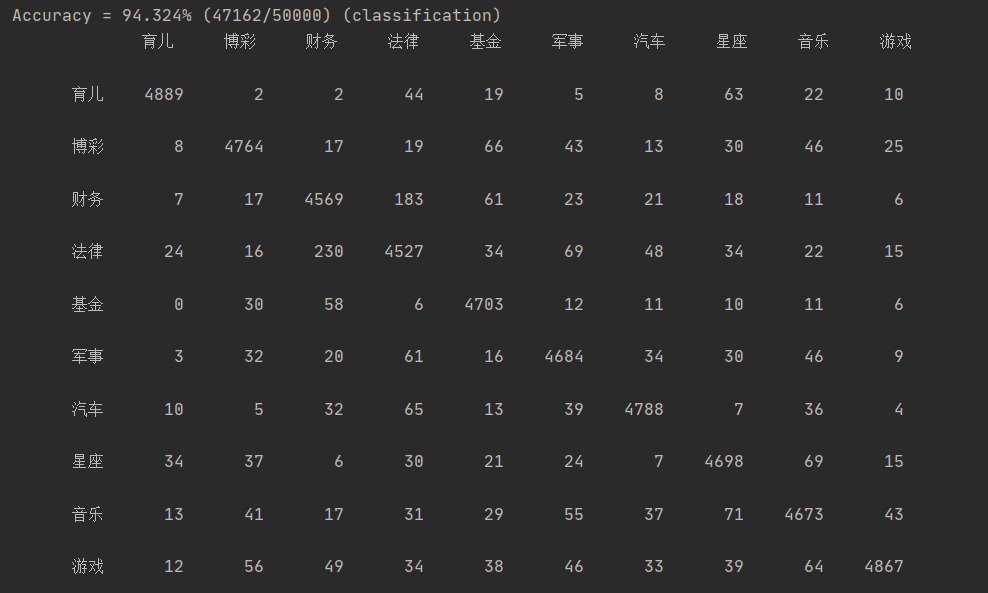 Accuracy = 94.324% (47162/50000) (classification)
育儿 博彩 财务 法律 基金 军事 汽车 星座 音乐 游戏
育儿 4889 2 2 44 19 5 8 63 22 10
博彩 8 4764 17 19 66 43 13 30 46 25
财务 7 17 4569 183 61 23 21 18 11 6
法律 24 16 230 4527 34 69 48 34 22 15
基金 0 30 58 6 4703 12 11 10 11 6
军事 3 32 20 61 16 4684 34 30 46 9
汽车 10 5 32 65 13 39 4788 7 36 4
星座 34 37 6 30 21 24 7 4698 69 15
音乐 13 41 17 31 29 55 37 71 4673 43
游戏 12 56 49 34 38 46 33 39 64 4867